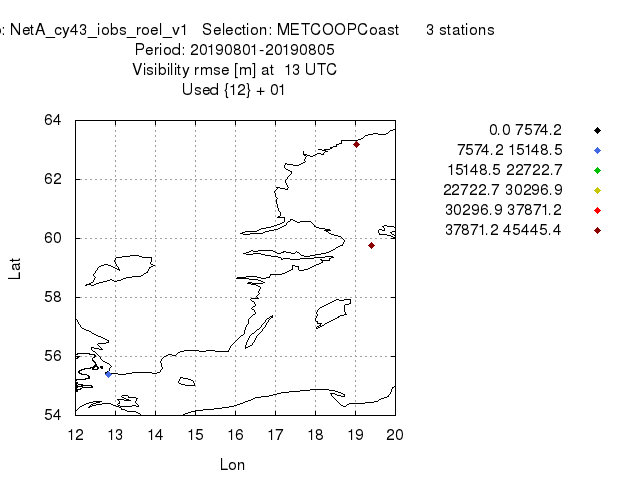 : NetA_cy43_iobs_roel_v1 Selection: METCOOPCoast 3 stations
Period: 20190801-20190805
Visibility rmse [m] at 13 UTC
Used {12} + 01
0.0 7574.2
7574.2 15148.5
15148.5 22722.7
22722.7 30296.9
30296.9 37871.2
37871.2 45445.4
64
62
60
58
56
54
Lat
12 13 14 15 16 17 18 19 20
Lon